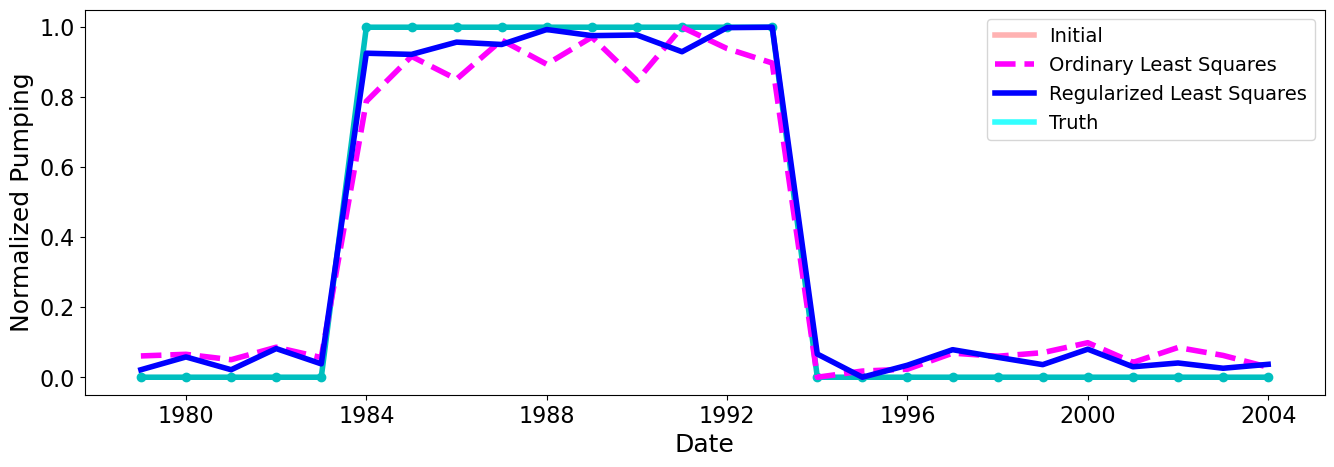 Normalized Pumping
1.0
0.8
0.6
0.4
0.2
0.0
Initial
Ordinary Least Squares
Regularized Least Squares
Truth
1980 1984 1988 1992 1996 2000 2004
Date